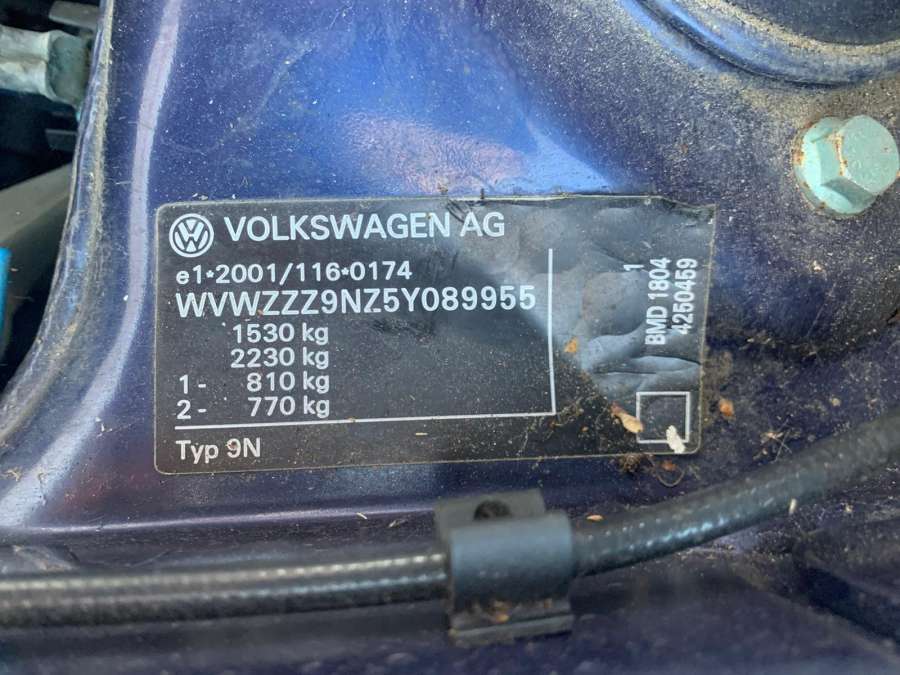 VOLKSWAGEN AG
e1*2001/116*0174
WVWZZZ9NZ5Y089955
1530 kg
2230 kg
1- 810 kg
2- 770 kg
Typ 9N
1
BMD 1804
4250459